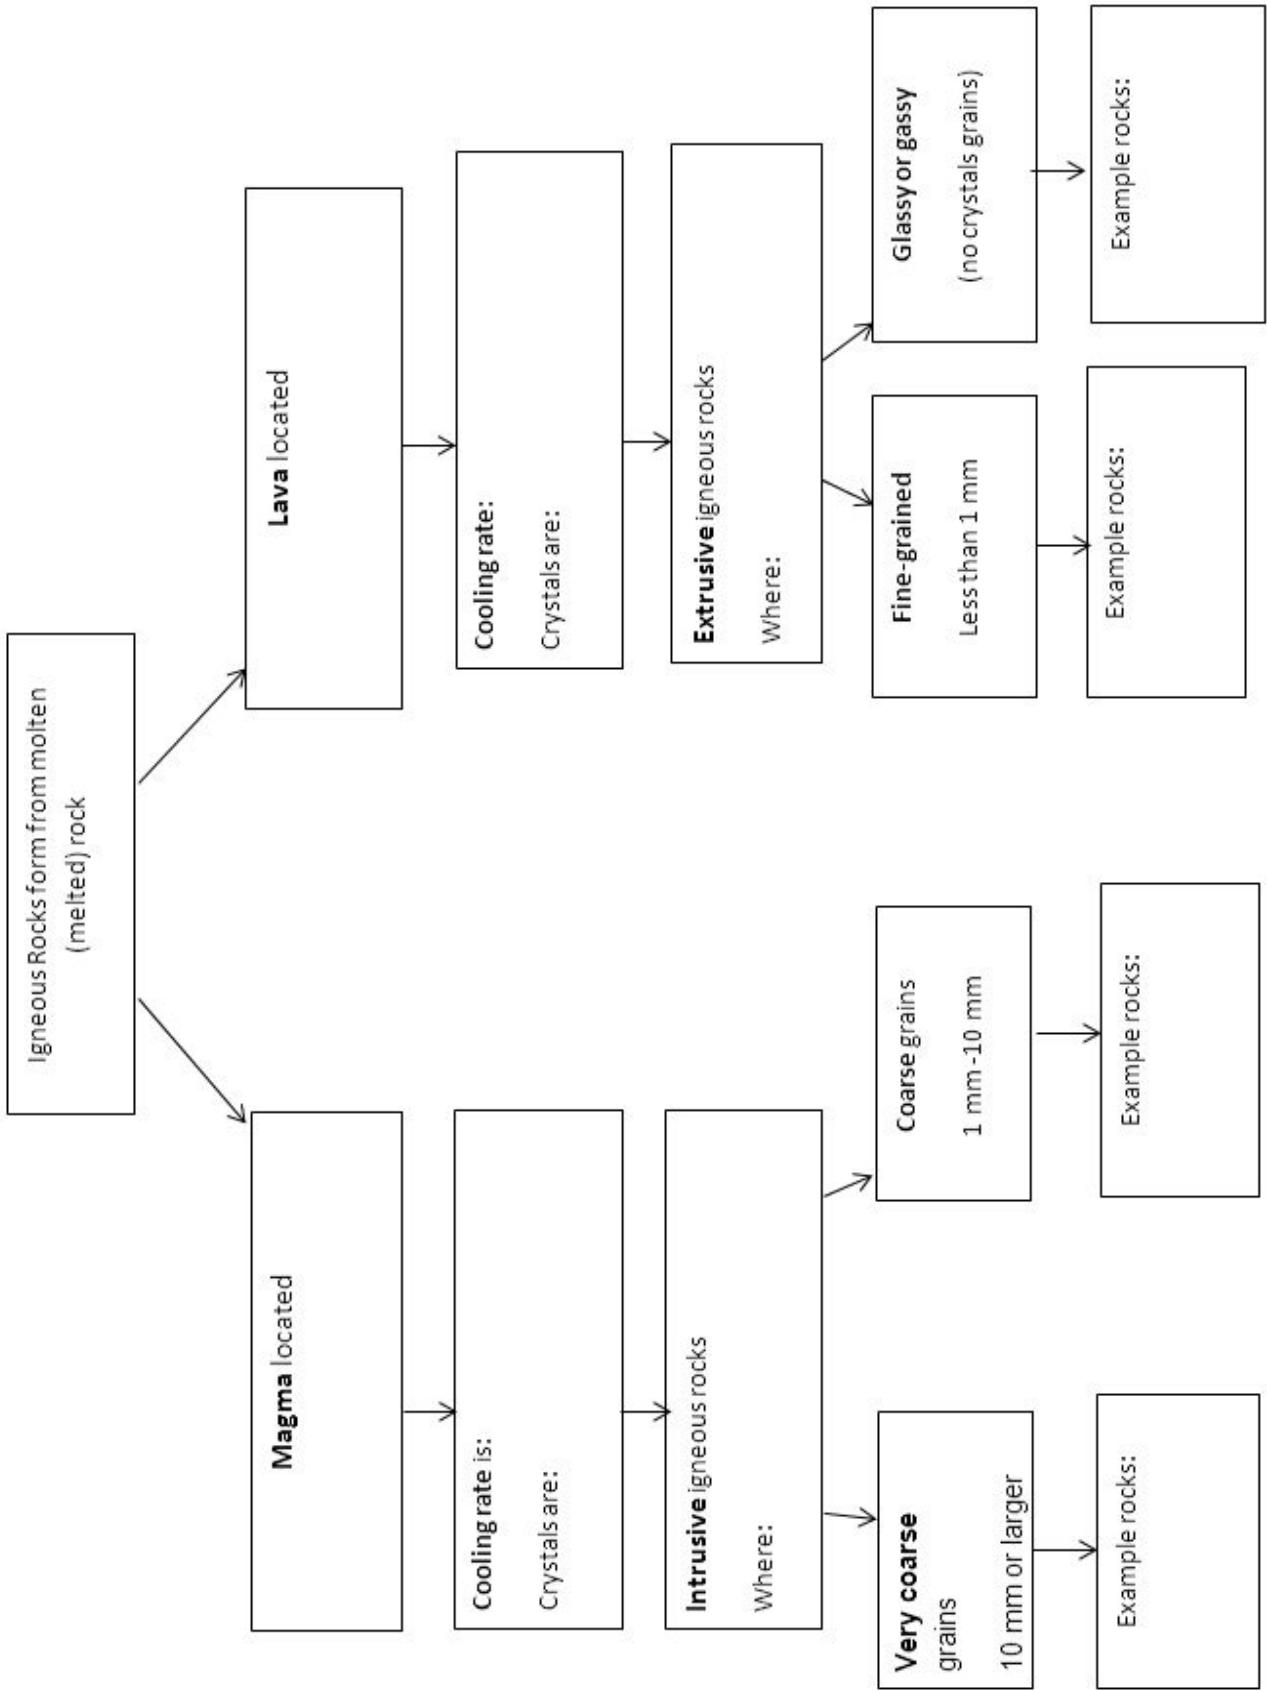 Igneous Rocks form from molten
(melted) rock
Magma located
Lava located
Cooling rate is:
Crystals are:
Cooling rate:
Crystals are:
Intrusive igneous rocks
Where:
Extrusive igneous rocks
Where:
Very coarse
grains
10 mm or larger
Coarse grains
1 mm -10 mm
Fine-grained
Less than 1 mm
Glassy or gassy
(no crystals grains)
Example rocks:
Example rocks:
Example rocks:
Example rocks: